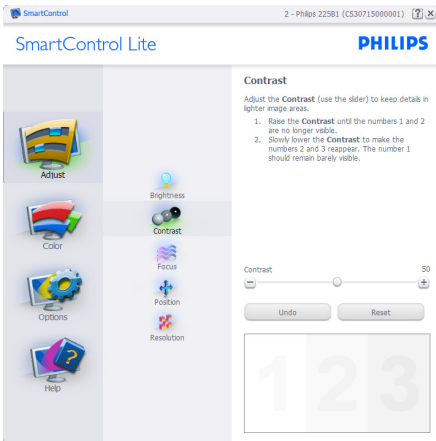 SmartControl
2 - Philips 225B1 (CS30715000001)
SmartControl Lite
PHILIPS
Adjust
Color
Options
Help
Brightness
Contrast
Focus
Position
Resolution
Contrast
Adjust the Contrast (use the slider) to keep details in
lighter image areas.
1. Raise the Contrast until the numbers 1 and 2
are no longer visible.
2. Slowly lower the Contrast to make the
numbers 2 and 3 reappear. The number 1
should remain barely visible.
Contrast 50
Undo Reset
1 2 3